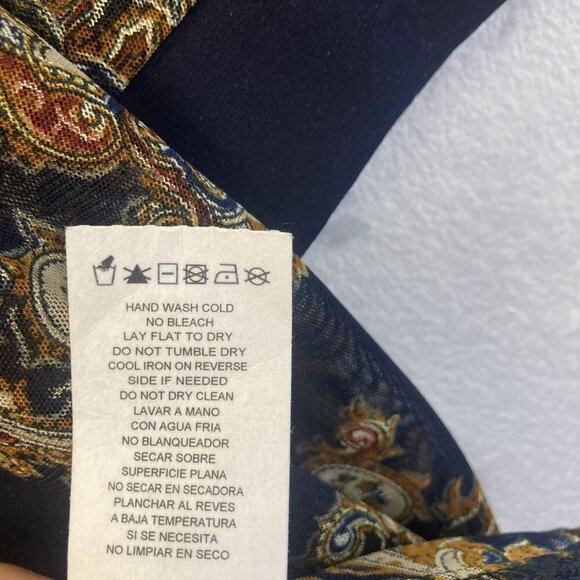 HAND WASH COLD
NO BLEACH
LAY FLAT TO DRY
DO NOT TUMBLE DRY
COOL IRON ON REVERSE
SIDE IF NEEDED
DO NOT DRY CLEAN
LAVAR A MANO
CON AGUA FRIA
NO BLANQUEADOR
SECAR SOBRE
SUPERFICIE PLANA
NO SECAR EN SECADORA
PLANCHAR AL REVES
A BAJA TEMPERATURA
SI SE NECESITA
NO LIMPIAR EN SECO